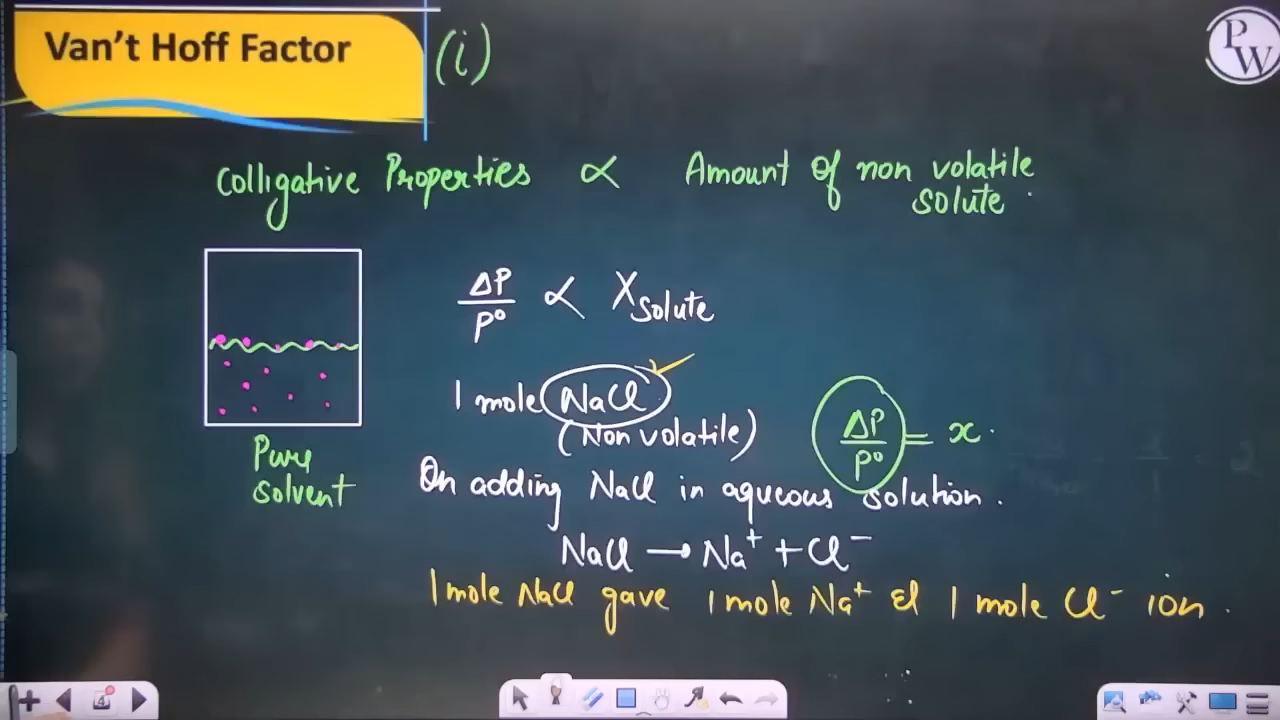 Van't Hoff Factor (i)
PW
Colligative Properties ∝ Amount of non volatile
solute.
ΔP/P° ∝ X solute
1 mole NaCl
(Non volatile)
ΔP/P° = x.
Pure
solvent
On adding NaCl in aqueous solution.
NaCl → Na⁺ + Cl⁻
1 mole NaCl gave 1 mole Na⁺ & 1 mole Cl⁻ ion.
4